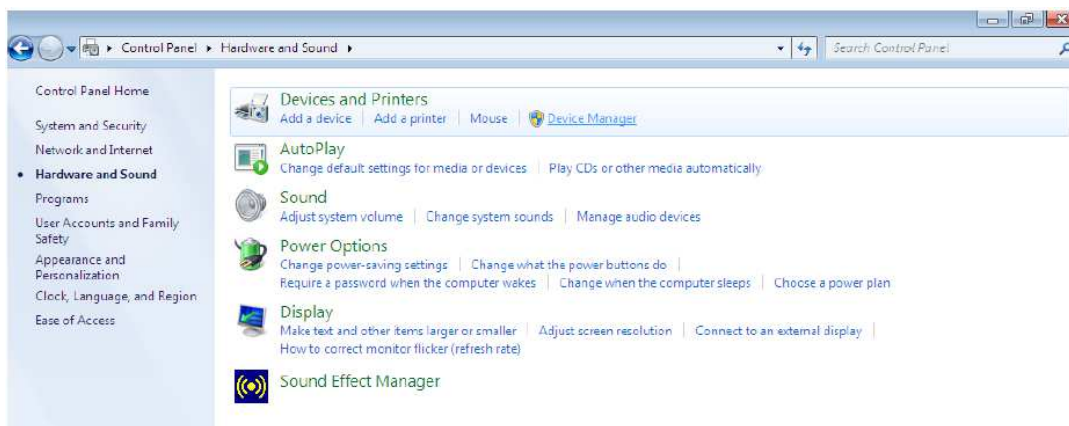 Control Panel Hardware and Sound Search Control Panel
Control Panel Home
System and Security
Network and Internet
Hardware and Sound
Programs
User Accounts and Family
Safety
Appearance and
Personalization
Clock, Language, and Region
Ease of Access
Devices and Printers
Add a device Add a printer Mouse Device Manager
AutoPlay
Change default settings for media or devices Play CDs or other media automatically
Sound
Adjust system volume Change system sounds Manage audio devices
Power Options
Change power-saving settings Change what the power buttons do
Require a password when the computer wakes Change when the computer sleeps Choose a power plan
Display
Make text and other items larger or smaller Adjust screen resolution Connect to an external display
How to correct monitor flicker (refresh rate)
Sound Effect Manager